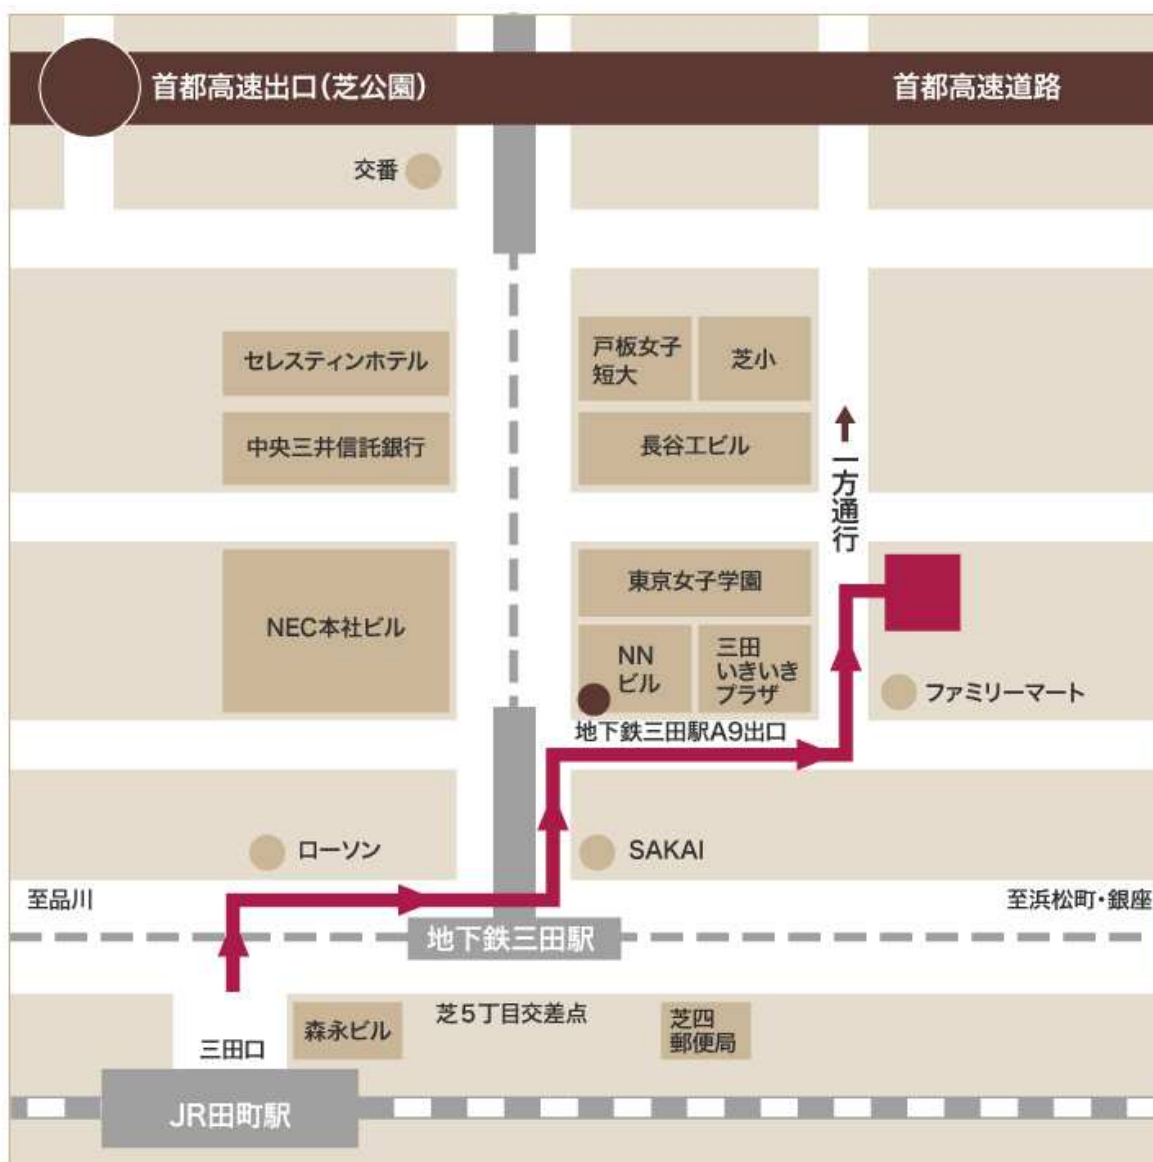 首都高速出口(芝公園)
首都高速道路
交番
セレスティンホテル
戸板女子
短大
芝小
中央三井信託銀行
長谷工ビル
一方通行
NEC本社ビル
東京女子学園
NN
ビル
三田
いきいき
プラザ
ファミリーマート
地下鉄三田駅A9出口
ローソン
SAKAI
至品川
至浜松町・銀座
地下鉄三田駅
芝5丁目交差点
森永ビル
芝四
郵便局
三田口
JR田町駅